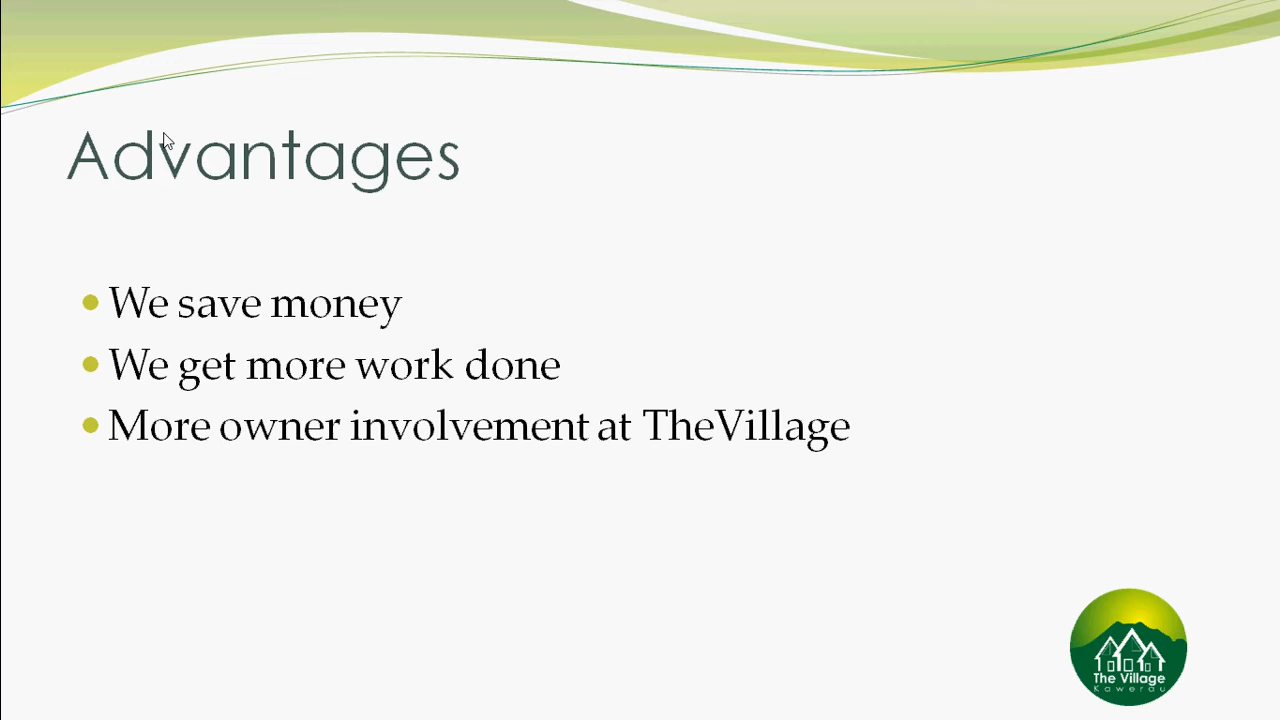 Advantages
We save money
We get more work done
More owner involvement at TheVillage
The Village
Kawerau